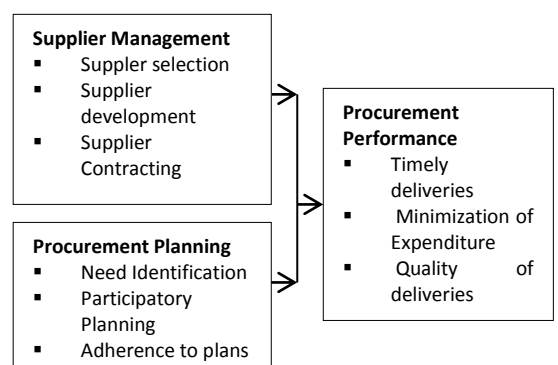 Supplier Management
▪ Suppler selection
▪ Supplier
development
▪ Supplier
Contracting
Procurement Planning
▪ Need Identification
▪ Participatory
Planning
▪ Adherence to plans
Procurement
Performance
▪ Timely
deliveries
▪ Minimization of
Expenditure
▪ Quality of
deliveries